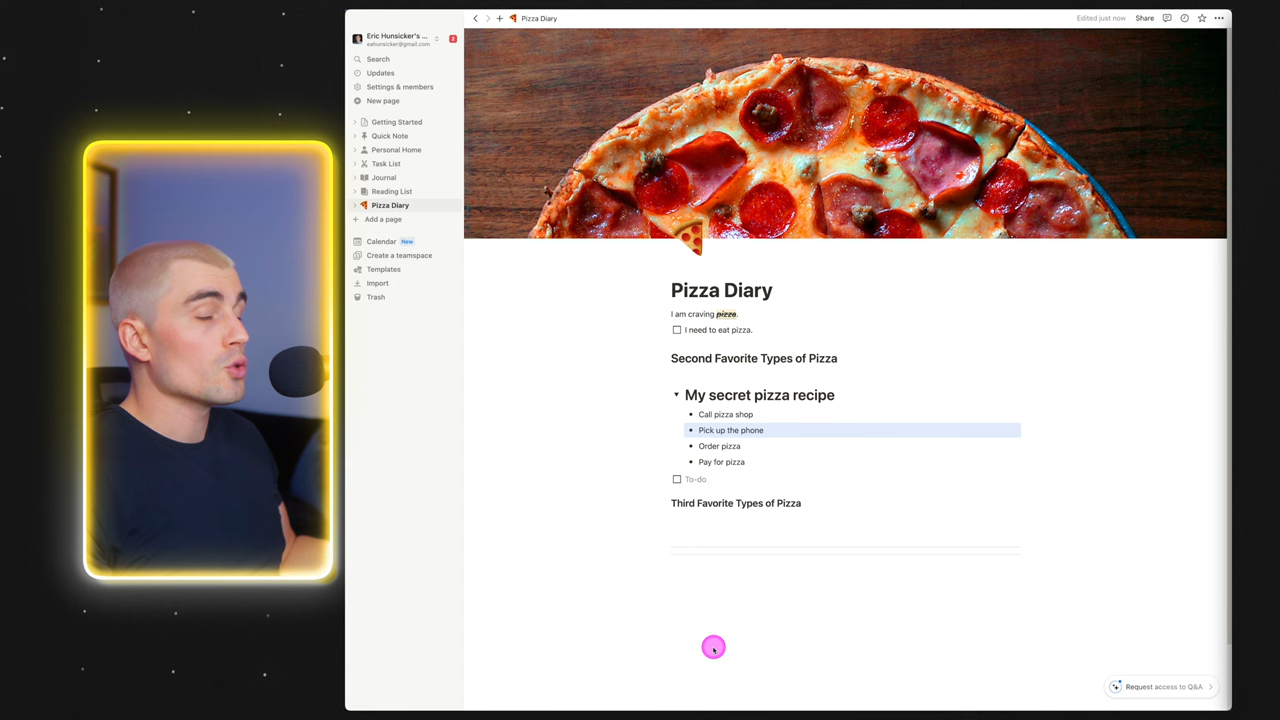 Pizza Diary
Edited just now
Share
Eric Hunsicker's ...
eahunsicker@gmail.com
2
Search
Updates
Settings & members
New page
Getting Started
Quick Note
Personal Home
Task List
Journal
Reading List
Pizza Diary
Add a page
Calendar New
Create a teamspace
Templates
Import
Trash
Pizza Diary
I am craving pizza.
I need to eat pizza.
Second Favorite Types of Pizza
My secret pizza recipe
• Call pizza shop
• Pick up the phone
• Order pizza
• Pay for pizza
To-do
Third Favorite Types of Pizza
Request access to Q&A